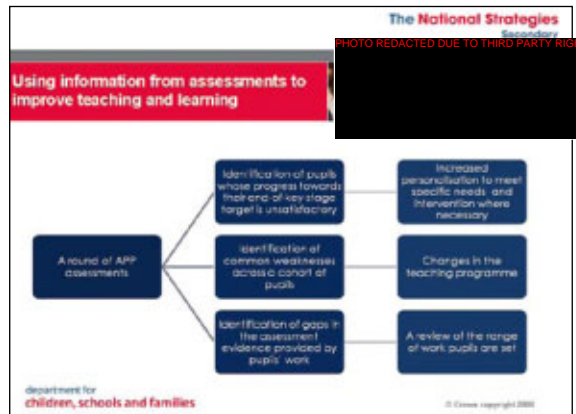 The National Strategies
Secondary
PHOTO REDACTED DUE TO THIRD PARTY RIG
Using information from assessments to
improve teaching and learning
Identification of pupils
whose progress towards
their end of key stage
target is unsatisfactory
Increased
personalisation to meet
specific needs and
intervention where
necessary
A round of APP
assessments
Identification of
common weaknesses
across a cohort of
pupils
Changes in the
teaching programme
Identification of gaps in
the assessment
evidence provided by
pupils' work
A review of the range
of work pupils are set
department for
children, schools and families
© Crown copyright